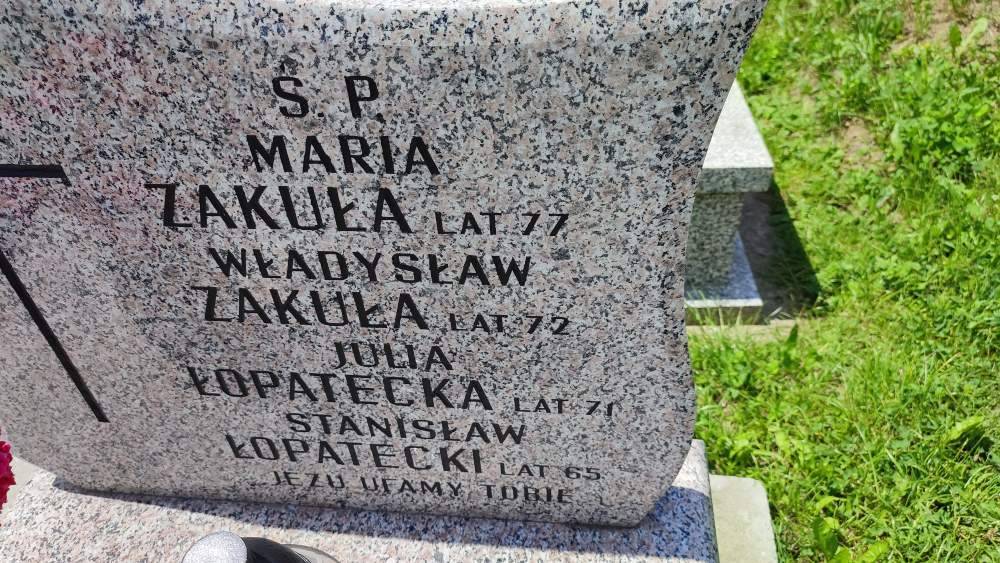 Ś. P.
MARIA
ZAKUŁA LAT 77
WŁADYSŁAW
ZAKUŁA LAT 72
JULIA
ŁOPATECKA LAT 71
STANISŁAW
ŁOPATECKI LAT 65
JEZU UFAMY TOBIE